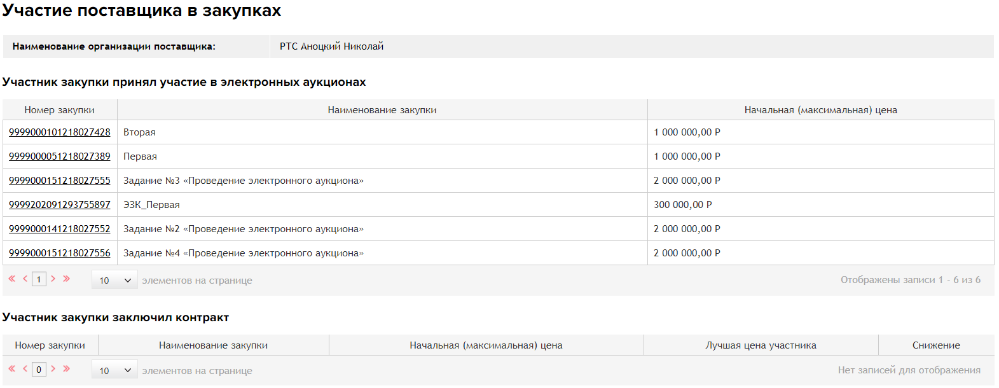 Участие поставщика в закупках
Наименование организации поставщика: РТС Аноцкий Николай
Участник закупки принял участие в электронных аукционах
Номер закупки Наименование закупки Начальная (максимальная) цена
9999000101218027428 Вторая 1 000 000,00 Р
9999000051218027389 Первая 1 000 000,00 Р
9999000151218027555 Задание №3 «Проведение электронного аукциона» 2 000 000,00 Р
9999202091293755897 ЭЗК_Первая 300 000,00 Р
9999000141218027552 Задание №2 «Проведение электронного аукциона» 2 000 000,00 Р
9999000151218027556 Задание №4 «Проведение электронного аукциона» 2 000 000,00 Р
1 10 элементов на странице Отображены записи 1 - 6 из 6
Участник закупки заключил контракт
Номер закупки Наименование закупки Начальная (максимальная) цена Лучшая цена участника Снижение
0 10 элементов на странице Нет записей для отображения